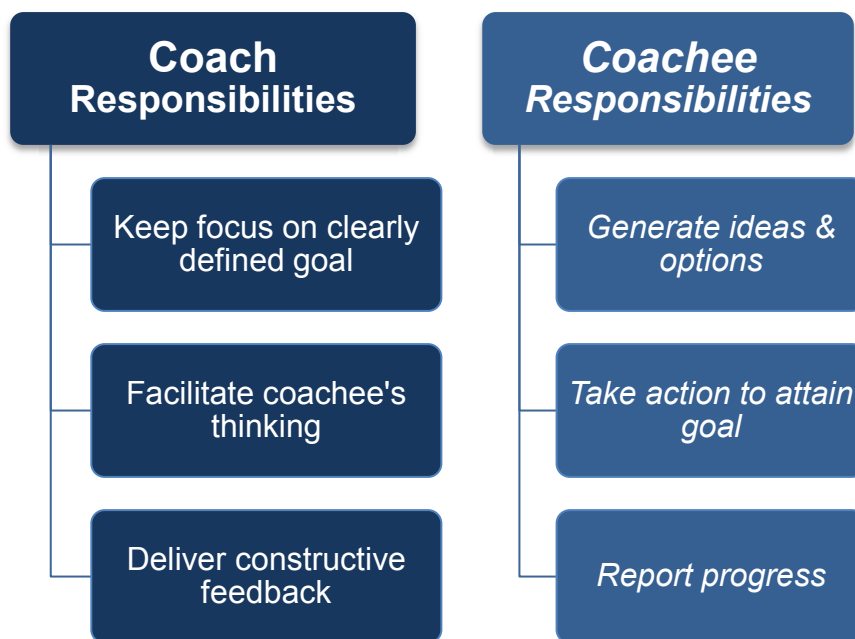 Coach
Responsibilities
Keep focus on clearly
defined goal
Facilitate coachee's
thinking
Deliver constructive
feedback
Coachee
Responsibilities
Generate ideas &
options
Take action to attain
goal
Report progress